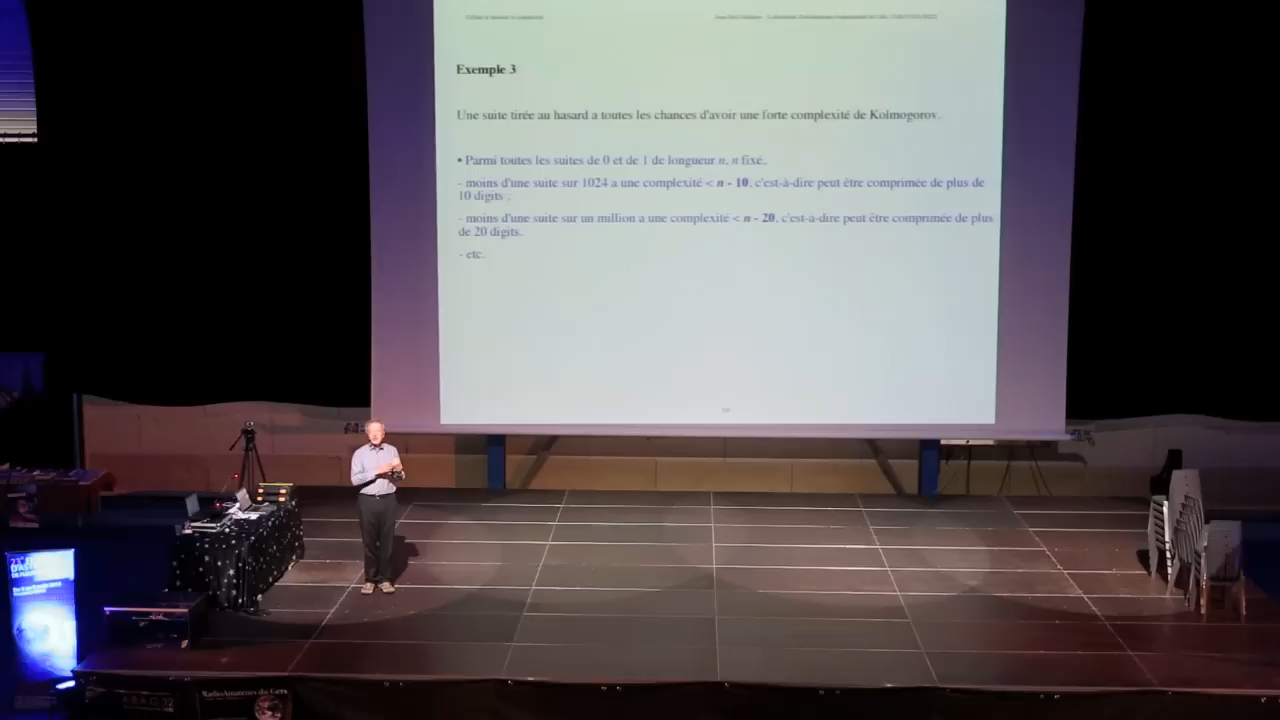 Exemple 3
Une suite tirée au hasard a toutes les chances d'avoir une forte complexité de Kolmogorov.
• Parmi toutes les suites de 0 et de 1 de longueur n, n fixé,
- moins d'une suite sur 1024 a une complexité < n - 10, c'est-à-dire peut être comprimée de plus de
10 digits ;
- moins d'une suite sur un million a une complexité < n - 20, c'est-à-dire peut être comprimée de plus
de 20 digits.
- etc.
RadioAmateurs du Gers